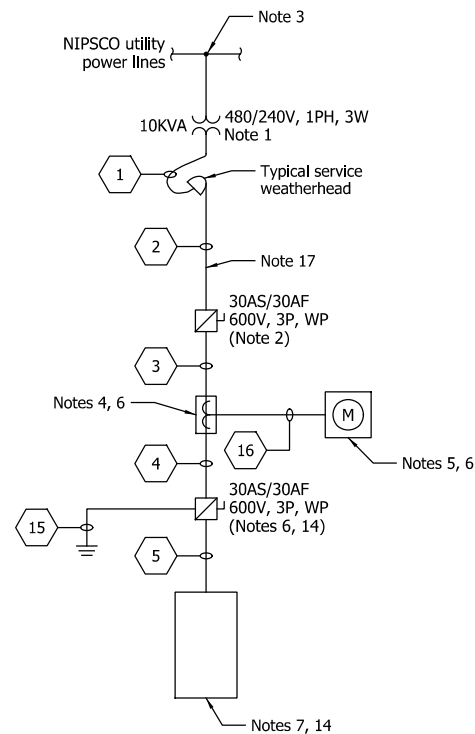 Note 3
NIPSCO utility
power lines
10KVA
480/240V, 1PH, 3W
Note 1
1
Typical service
weatherhead
2
Note 17
30AS/30AF
600V, 3P, WP
(Note 2)
3
Notes 4, 6
M
16
Notes 5, 6
4
30AS/30AF
600V, 3P, WP
(Notes 6, 14)
15
5
Notes 7, 14